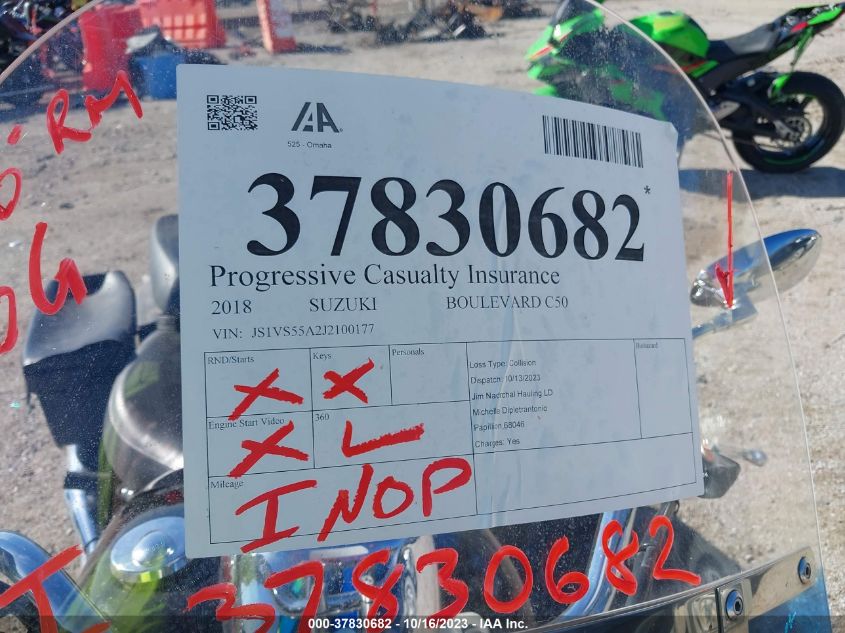 IAA
525 - Omaha
37830682*
Progressive Casualty Insurance
2018 SUZUKI BOULEVARD C50
VIN: JS1VS55A2J2100177
RND/Starts Keys Personals
X X
Engine Start Video 360
X
Mileage
INOP
Loss Type: Collision
Dispatch: 10/13/2023
Jim Nadrchal Hauling LD
Michelle Dipietrantonio
Papillion,68046
Charges: Yes
RM
37830682
000-37830682 - 10/16/2023 - IAA Inc.